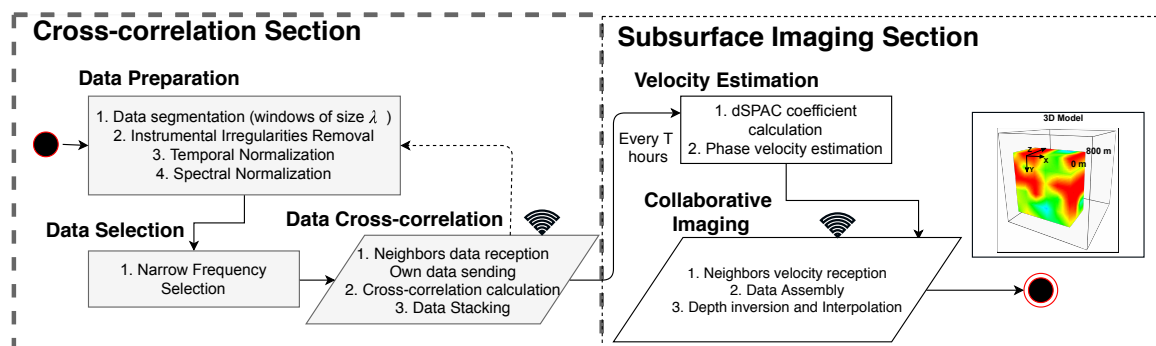 Cross-correlation Section
Data Preparation
1. Data segmentation (windows of size λ )
2. Instrumental Irregularities Removal
3. Temporal Normalization
4. Spectral Normalization
Data Selection
1. Narrow Frequency
Selection
Data Cross-correlation
1. Neighbors data reception
Own data sending
2. Cross-correlation calculation
3. Data Stacking
Subsurface Imaging Section
Velocity Estimation
1. dSPAC coefficient
calculation
2. Phase velocity estimation
Every T
hours
Collaborative
Imaging
1. Neighbors velocity reception
2. Data Assembly
3. Depth inversion and Interpolation
3D Model
Z
X
Y
800 m
0 m